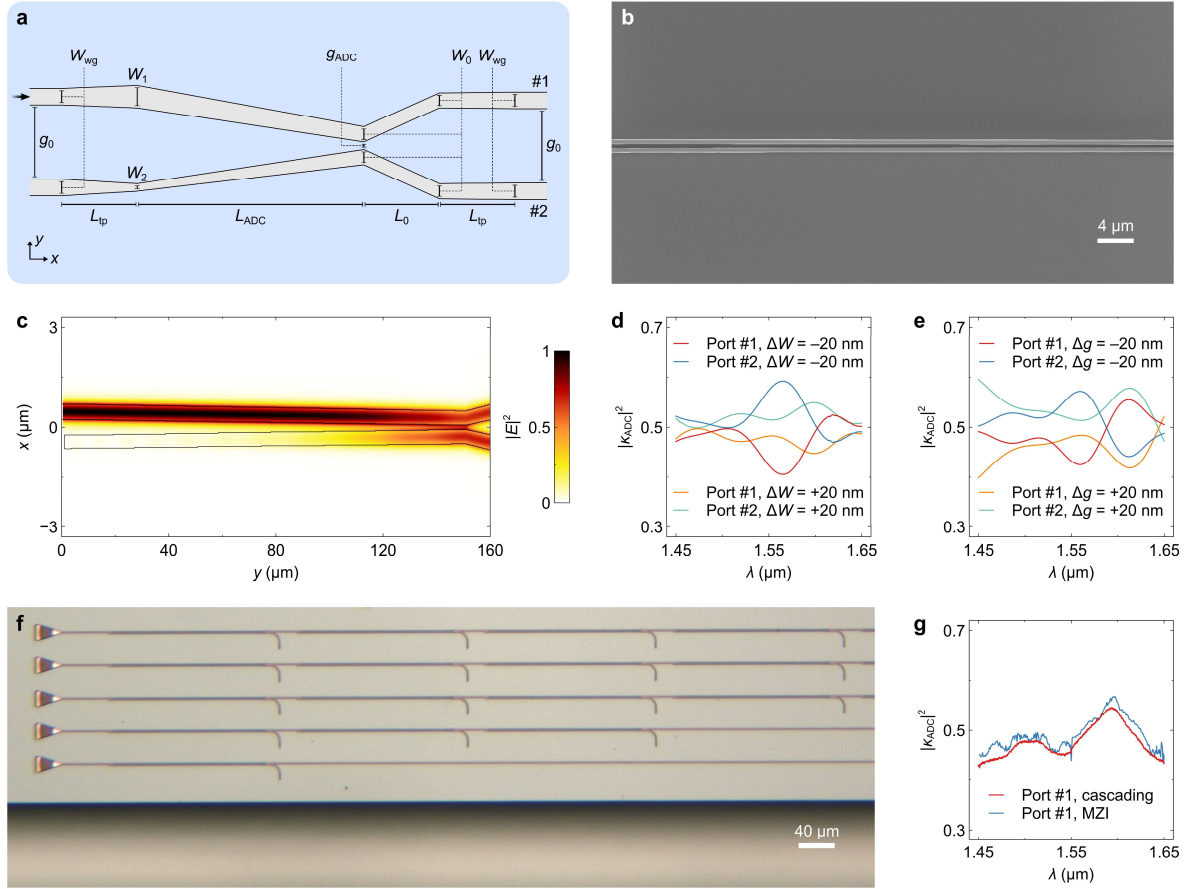 a
W_wg
W_1
g_ADC
W_0
W_wg
#1
g_0
g_0
W_2
#2
L_tp
L_ADC
L_0
L_tp
y
x
b
4 μm
c
3
0
−3
x (μm)
0
40
80
120
160
y (μm)
1
0.5
0
|E|²
d
0.7
0.5
0.3
|κ_ADC|²
Port #1, ΔW = –20 nm
Port #2, ΔW = –20 nm
Port #1, ΔW = +20 nm
Port #2, ΔW = +20 nm
1.45
1.55
1.65
λ (μm)
e
0.7
0.5
0.3
|κ_ADC|²
Port #1, Δg = –20 nm
Port #2, Δg = –20 nm
Port #1, Δg = +20 nm
Port #2, Δg = +20 nm
1.45
1.55
1.65
λ (μm)
f
40 μm
g
0.7
0.5
0.3
|κ_ADC|²
Port #1, cascading
Port #1, MZI
1.45
1.55
1.65
λ (μm)